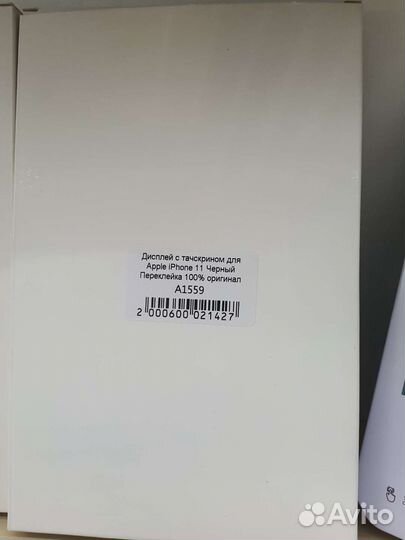 Дисплей с тачскрином для
Apple iPhone 11 Черный
Переклейка 100% оригинал
A1559
2 000600 021427
Avito